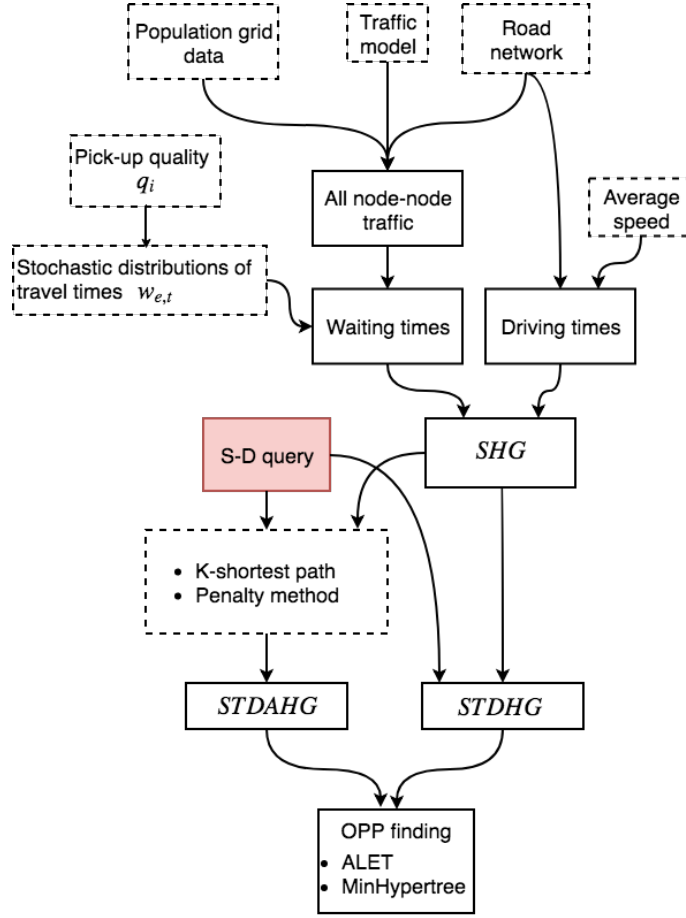 Population grid
data
Traffic
model
Road
network
Pick-up quality
q_i
All node-node
traffic
Average
speed
Stochastic distributions of
travel times w_{e,t}
Waiting times
Driving times
S-D query
SHG
• K-shortest path
• Penalty method
STDAHG
STDHG
OPP finding
• ALET
• MinHypertree